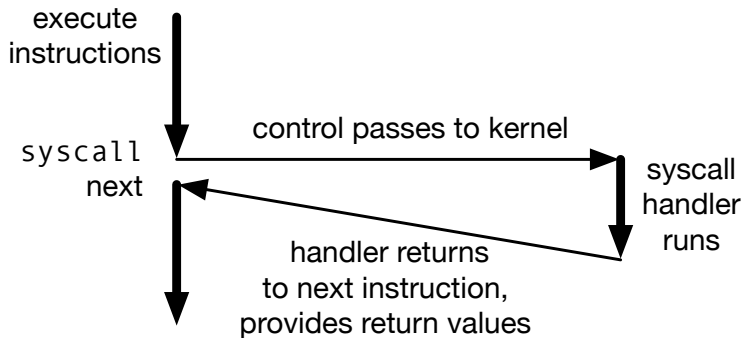 execute
instructions
control passes to kernel
syscall
next
syscall
handler
runs
handler returns
to next instruction,
provides return values